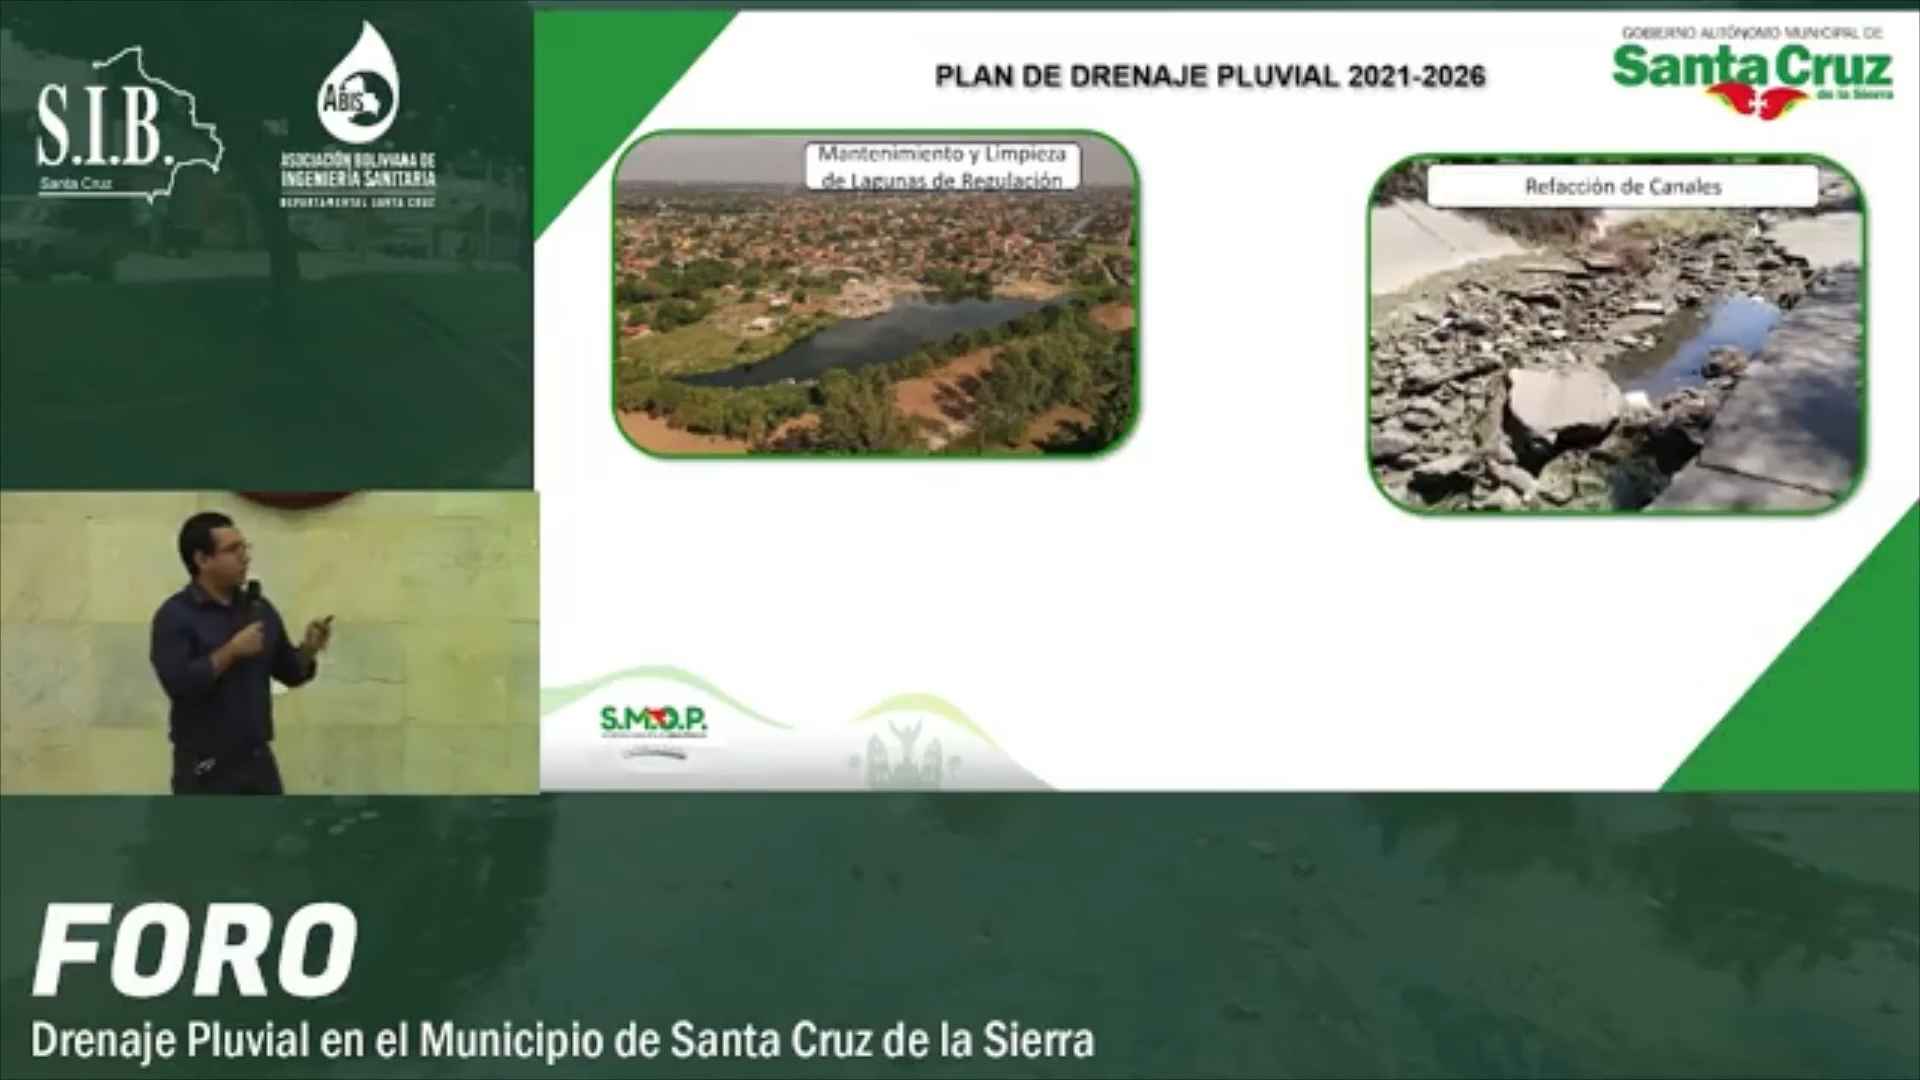 S.I.B.
Santa Cruz
ABIS
ASOCIACIÓN BOLIVIANA DE
INGENIERÍA SANITARIA
DEPARTAMENTAL SANTA CRUZ
PLAN DE DRENAJE PLUVIAL 2021-2026
GOBIERNO AUTÓNOMO MUNICIPAL DE
Santa Cruz
de la Sierra
Mantenimiento y Limpieza
de Lagunas de Regulación
Refacción de Canales
S.M.O.P.
FORO
Drenaje Pluvial en el Municipio de Santa Cruz de la Sierra